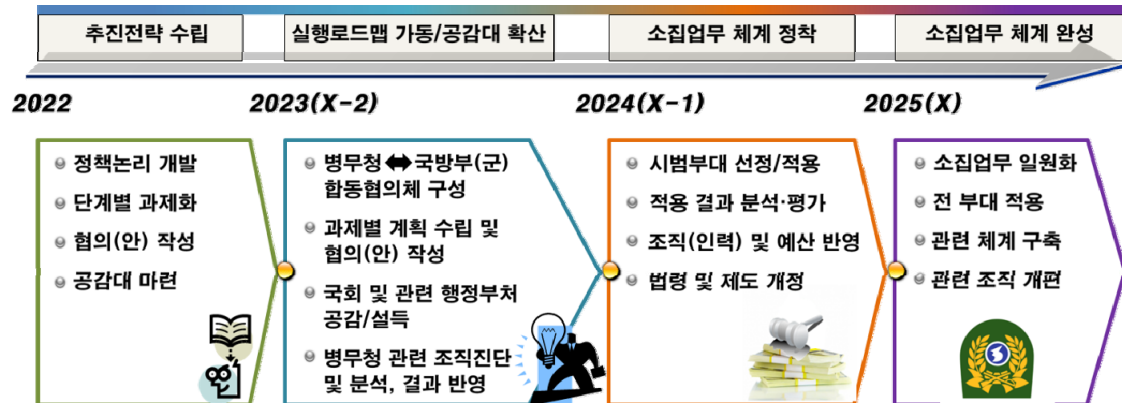 추진전략 수립
실행로드맵 가동/공감대 확산
소집업무 체계 정착
소집업무 체계 완성
2022
2023(X-2)
2024(X-1)
2025(X)
정책논리 개발
단계별 과제화
협의(안) 작성
공감대 마련
병무청⬌국방부(군)
합동협의체 구성
과제별 계획 수립 및
협의(안) 작성
국회 및 관련 행정부처
공감/설득
병무청 관련 조직진단
및 분석, 결과 반영
시범부대 선정/적용
적용 결과 분석·평가
조직(인력) 및 예산 반영
법령 및 제도 개정
소집업무 일원화
전 부대 적용
관련 체계 구축
관련 조직 개편